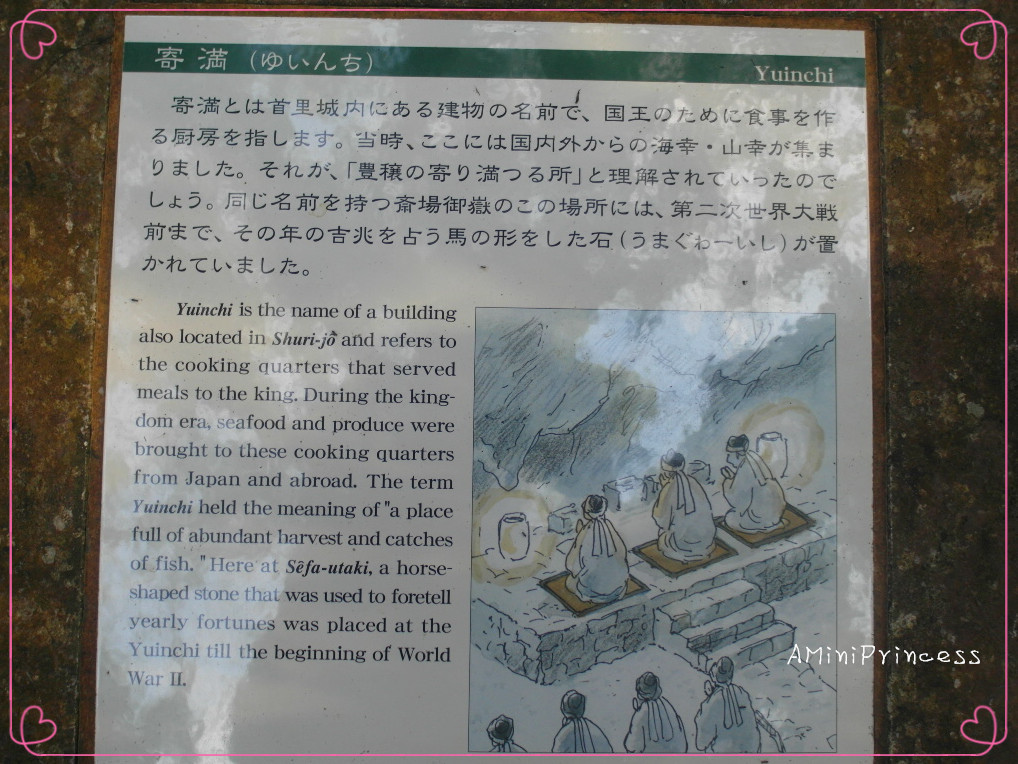 寄満 (ゆいんち)
Yuinchi
寄満とは首里城内にある建物の名前で、国王のために食事を作
る厨房を指します。当時、ここには国内外からの海幸・山幸が集ま
りました。それが、「豊穣の寄り満つる所」と理解されていったので
しょう。同じ名前を持つ斎場御嶽のこの場所には、第二次世界大戦
前まで、その年の吉兆を占う馬の形をした石(うまぐゎーいし)が置
かれていました。
Yuinchi is the name of a building
also located in Shuri-jô and refers to
the cooking quarters that served
meals to the king. During the king-
dom era, seafood and produce were
brought to these cooking quarters
from Japan and abroad. The term
Yuinchi held the meaning of "a place
full of abundant harvest and catches
of fish. " Here at Sêfa-utaki, a horse-
shaped stone that was used to foretell
yearly fortunes was placed at the
Yuinchi till the beginning of World
War II.
AMiniPrincess